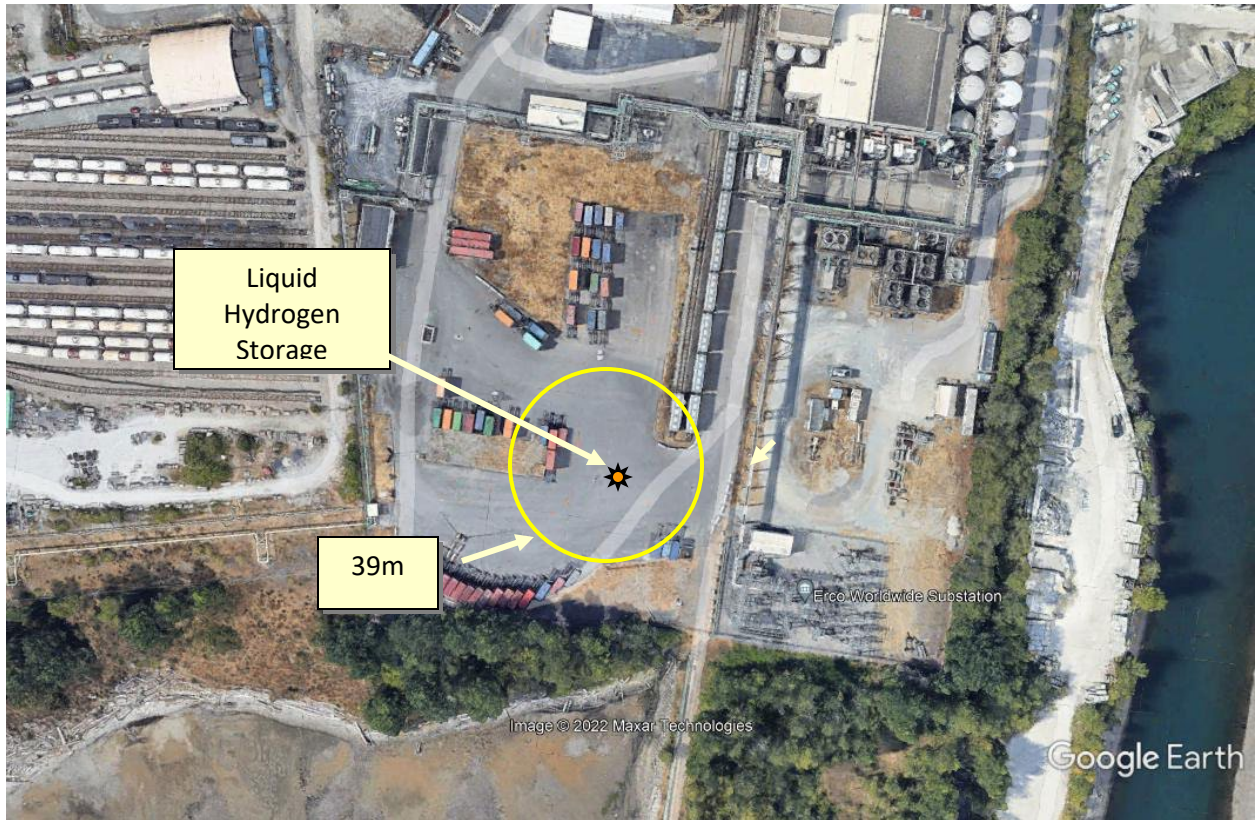 Liquid
Hydrogen
Storage
39m
Erco Worldwide Substation
Image © 2022 Maxar Technologies
Google Earth